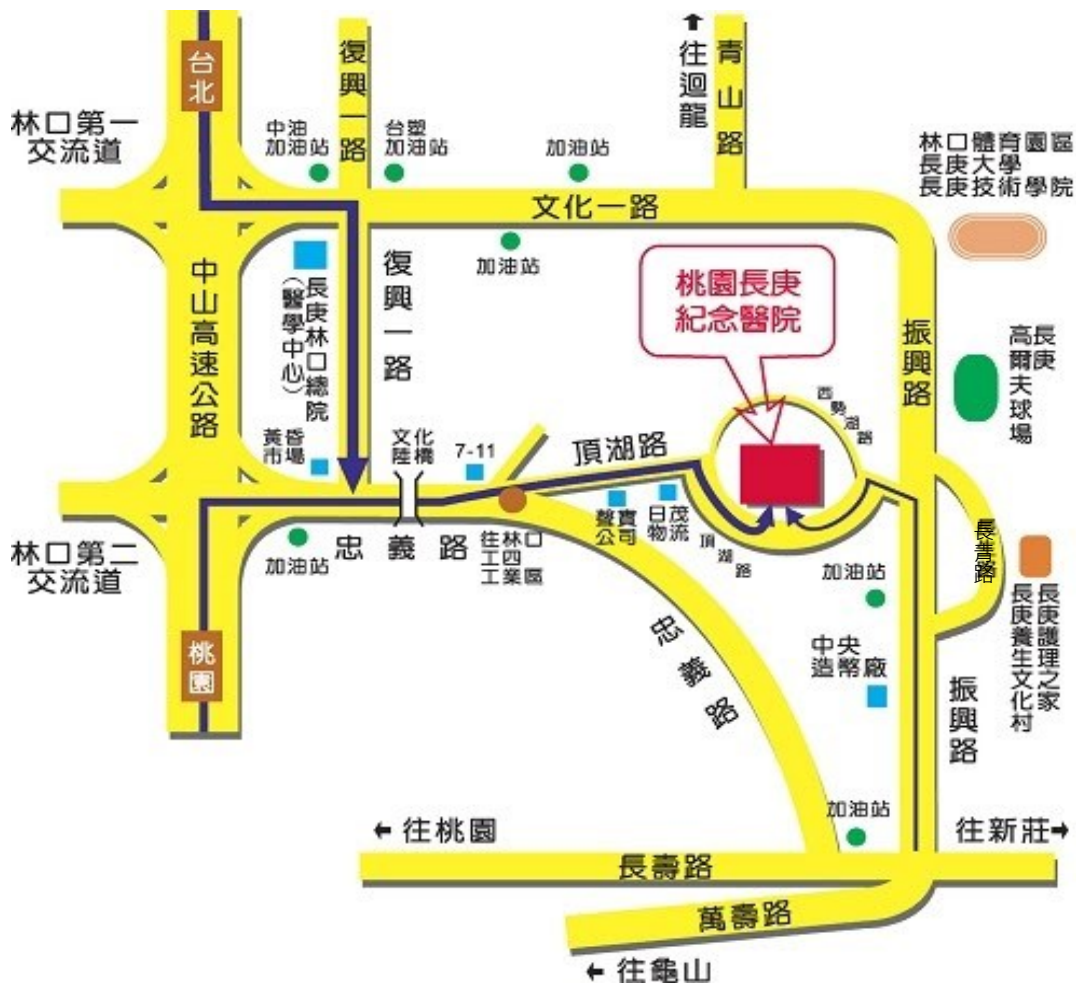 台北
林口第一
交流道
中油
加油站
復興一路
台塑
加油站
加油站
往迴龍
青山路
林口體育園區
長庚大學
長庚技術學院
文化一路
加油站
中山高速公路
長庚林口總院
(醫學中心)
復興一路
桃園長庚
紀念醫院
振興路
長庚
高爾夫球場
西勢湖路
黃昏
市場
文化
陸橋
7-11
頂湖路
聲寶
公司
日茂
物流
頂湖路
林口第二
交流道
加油站
忠義路
往林口
工四
工業區
加油站
長青路
長庚護理之家
長庚養生文化村
桃園
忠義路
中央
造幣廠
振興路
加油站
往桃園
往新莊
長壽路
萬壽路
往龜山